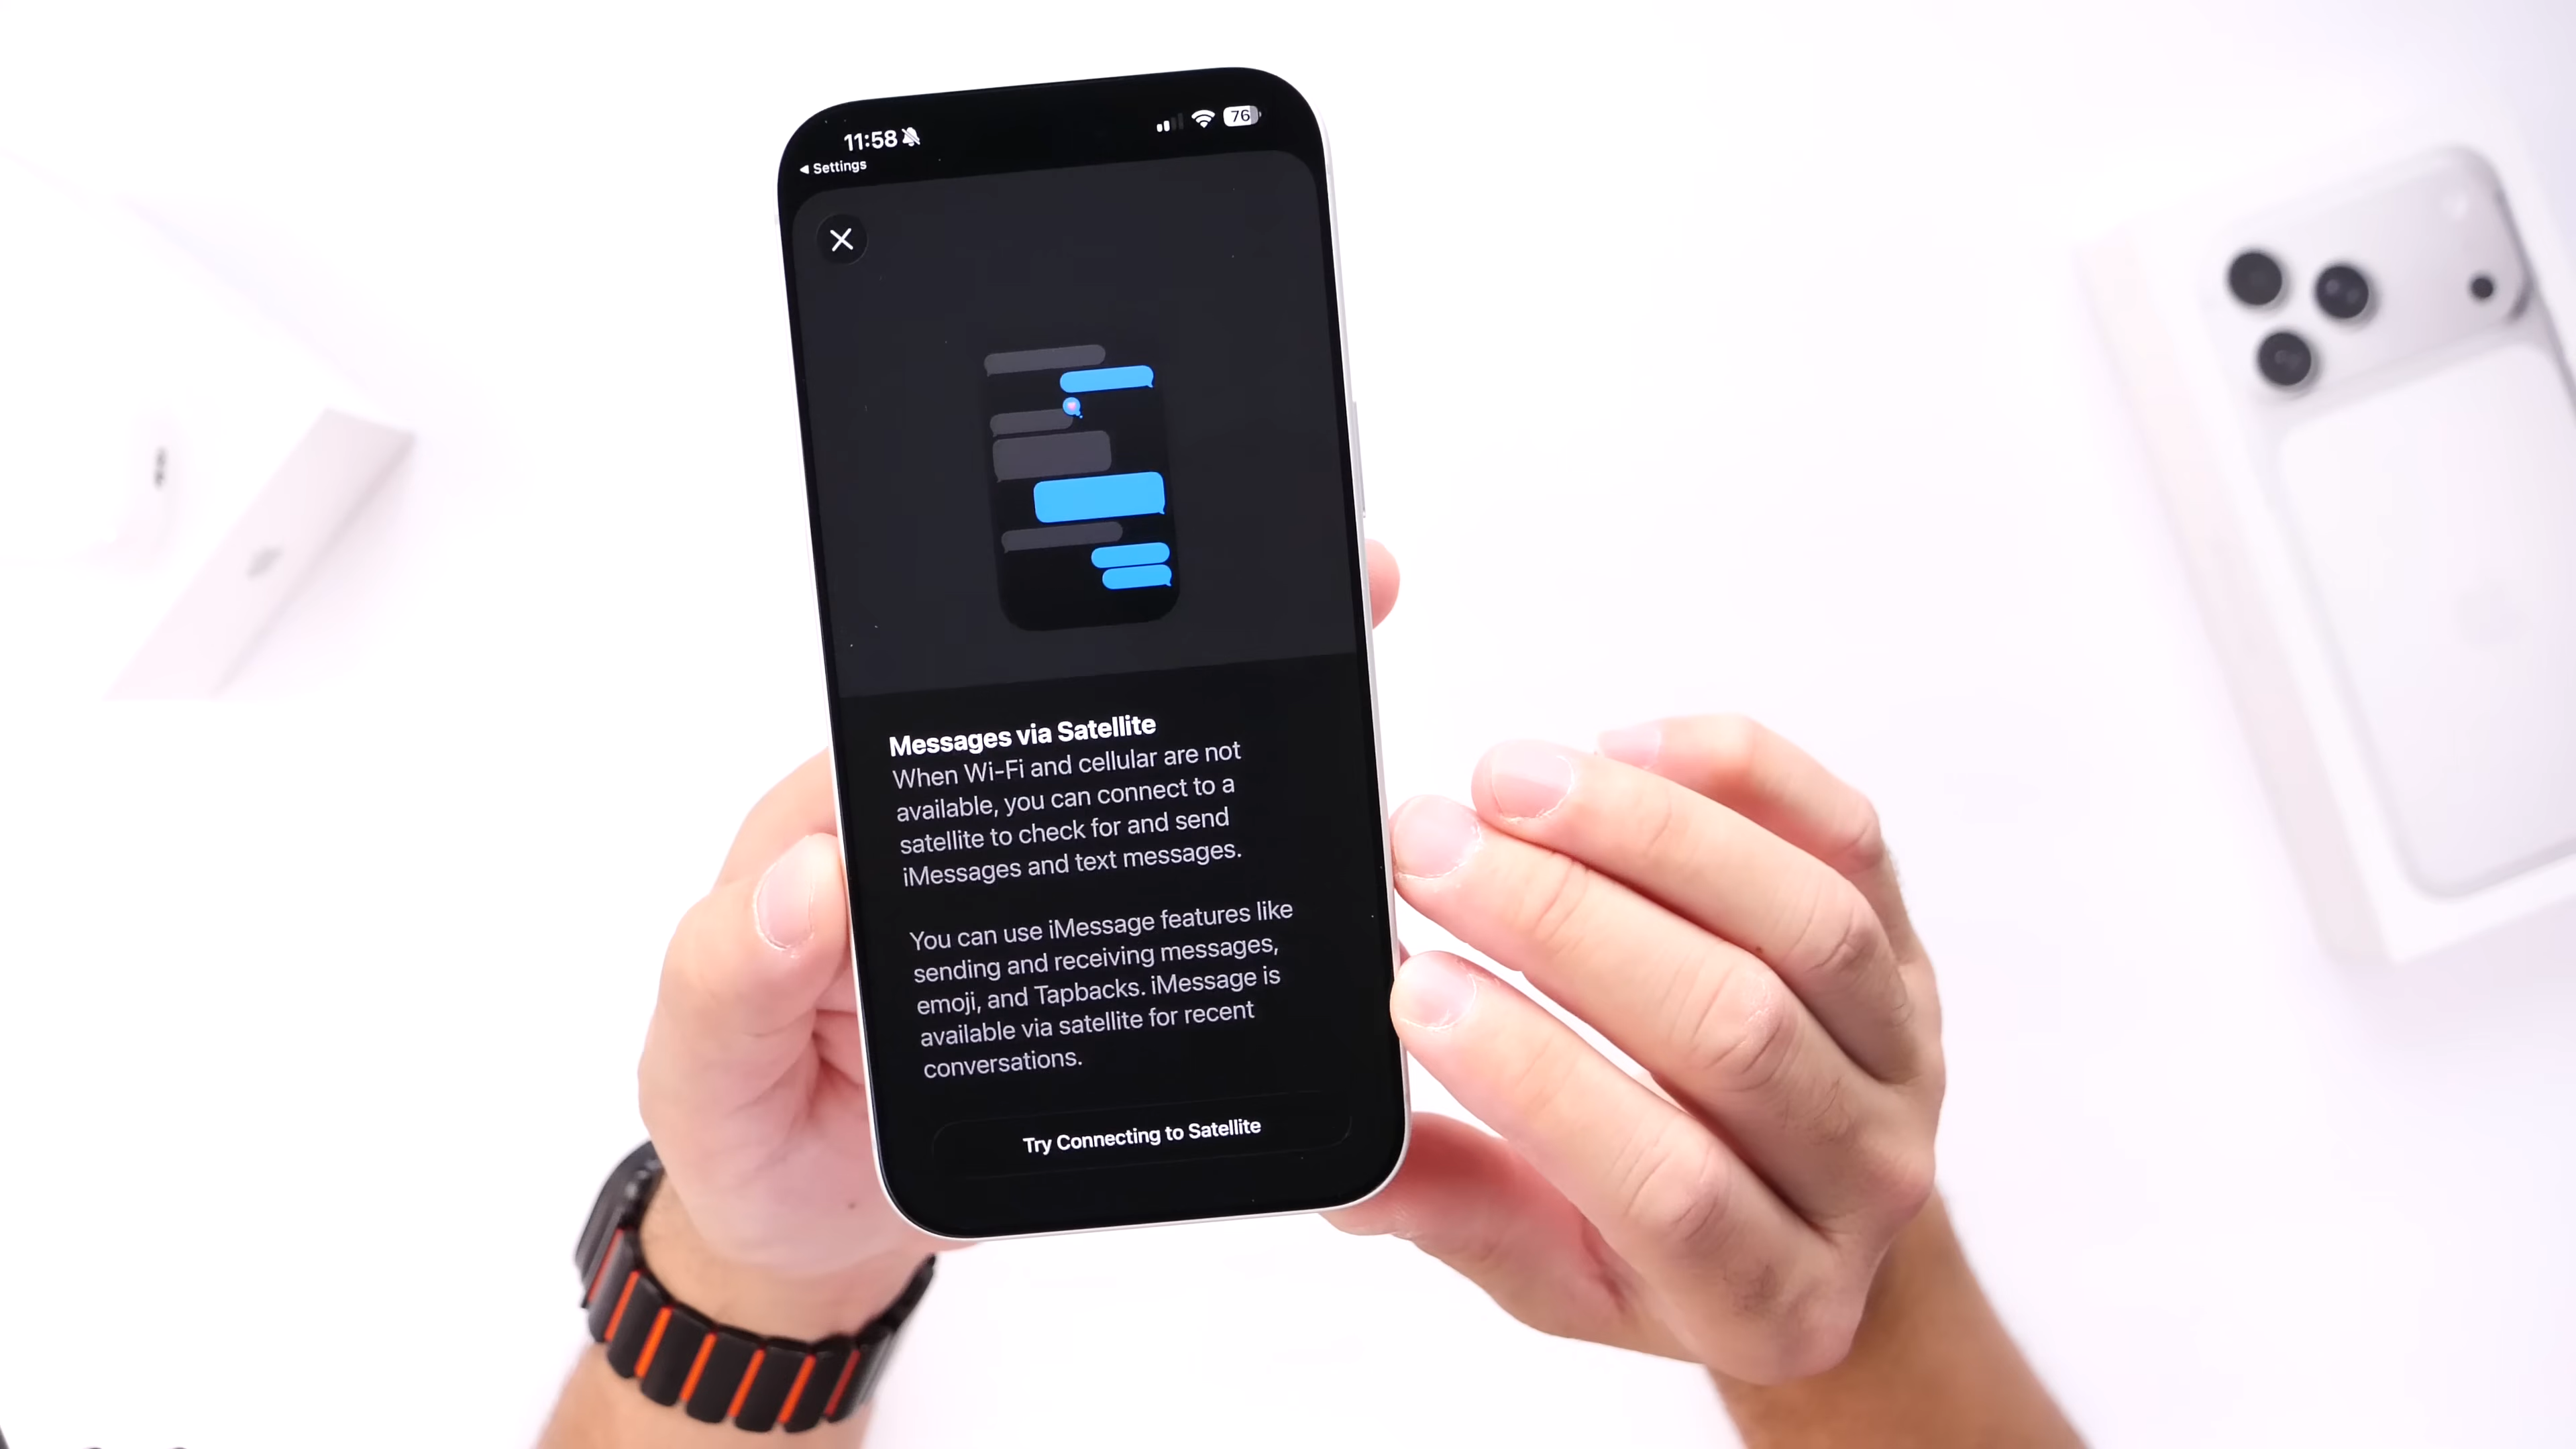 11:58
76
Settings
Messages via Satellite
When Wi-Fi and cellular are not
available, you can connect to a
satellite to check for and send
iMessages and text messages.
You can use iMessage features like
sending and receiving messages,
emoji, and Tapbacks. iMessage is
available via satellite for recent
conversations.
Try Connecting to Satellite